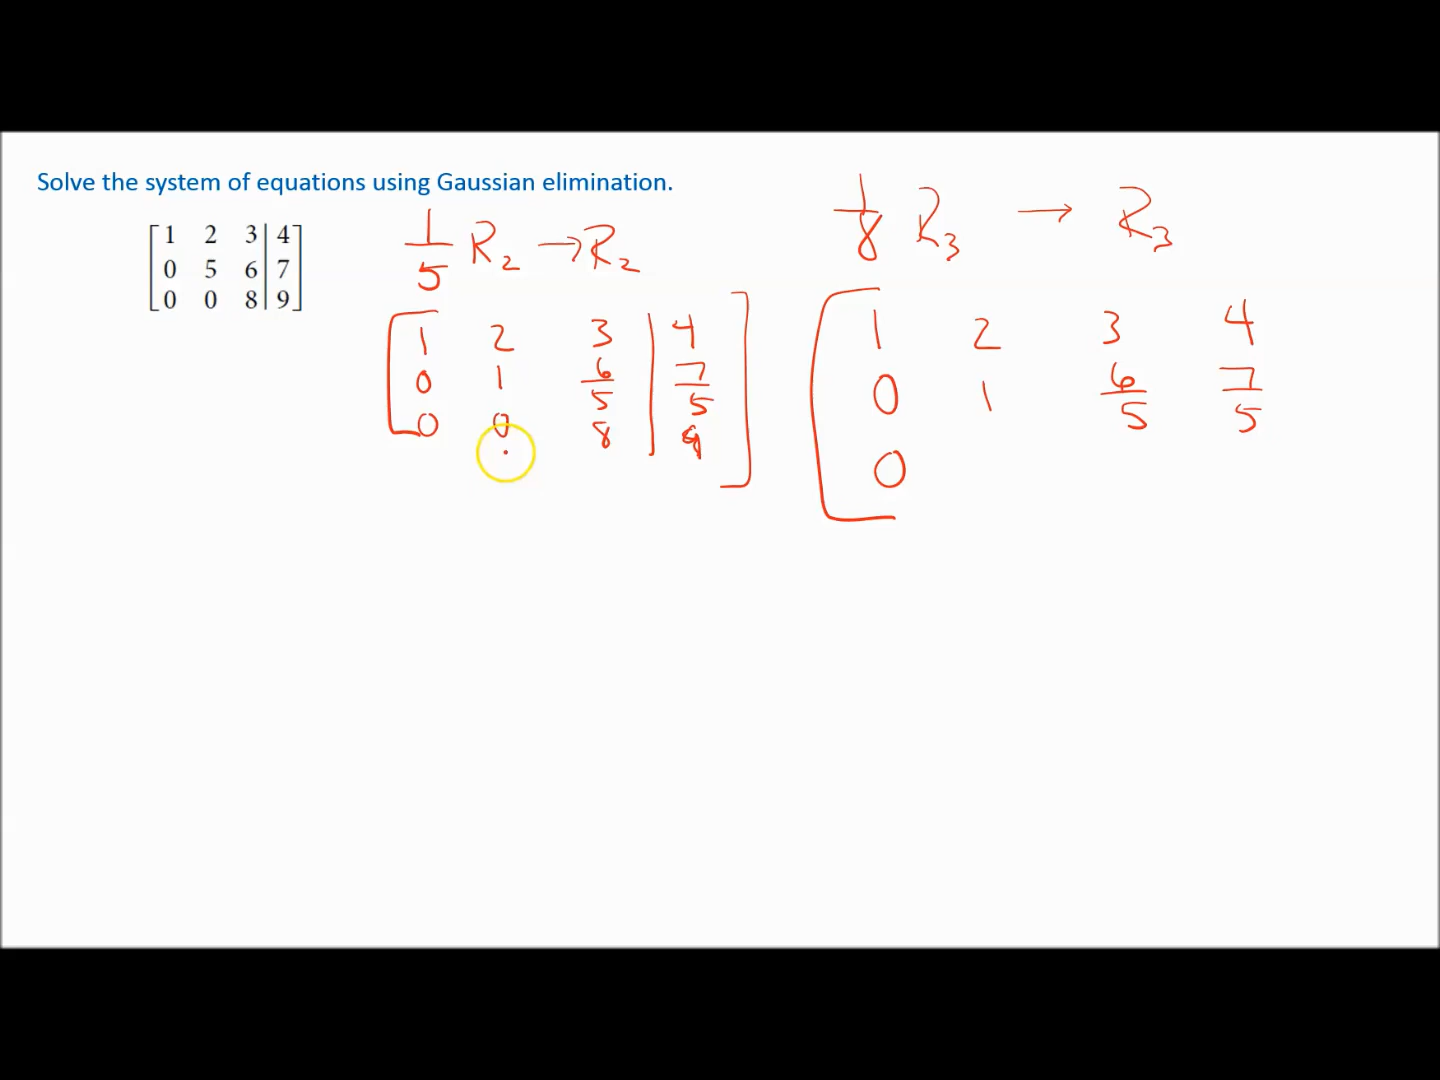 Solve the system of equations using Gaussian elimination.
1 2 3 | 4
0 5 6 | 7
0 0 8 | 9
1/5 R₂ → R₂
1 2 3 | 4
0 1 6/5 | 7/5
0 0 8 | 9
1/8 R₃ → R₃
1 2 3 4
0 1 6/5 7/5
0